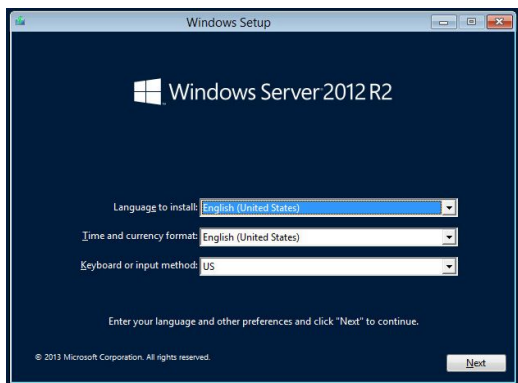 Windows Setup
Windows Server 2012 R2
Language to install: English (United States)
Time and currency format: English (United States)
Keyboard or input method: US
Enter your language and other preferences and click "Next" to continue.
© 2013 Microsoft Corporation. All rights reserved.
Next